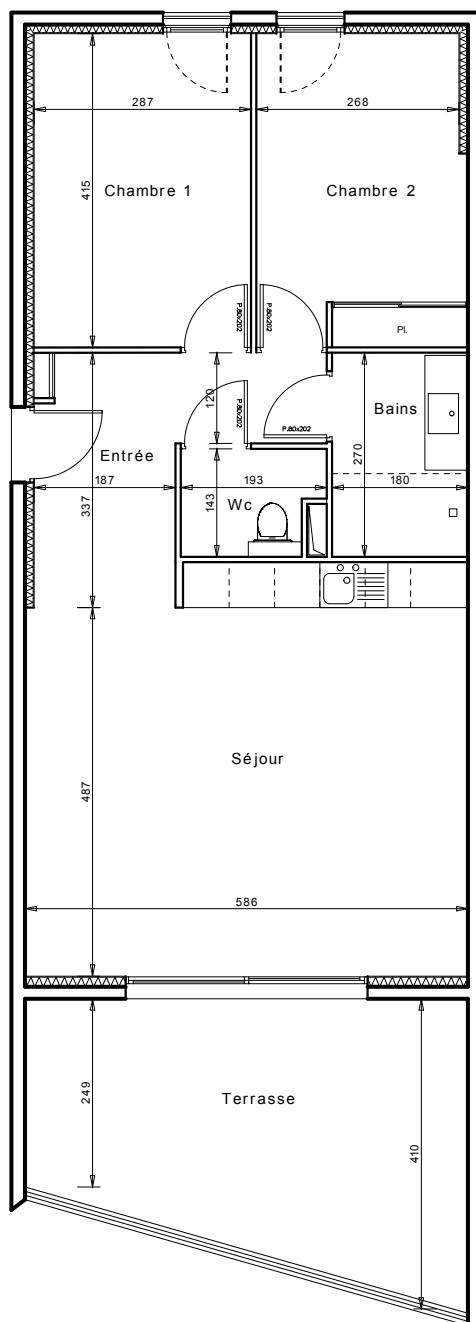 287
268
415
Chambre 1
Chambre 2
P.80x202
P.80x202
Pl.
120
P.80x202
Bains
P.80x202
270
Entrée
187
193
180
337
143
Wc
Séjour
487
586
249
Terrasse
410